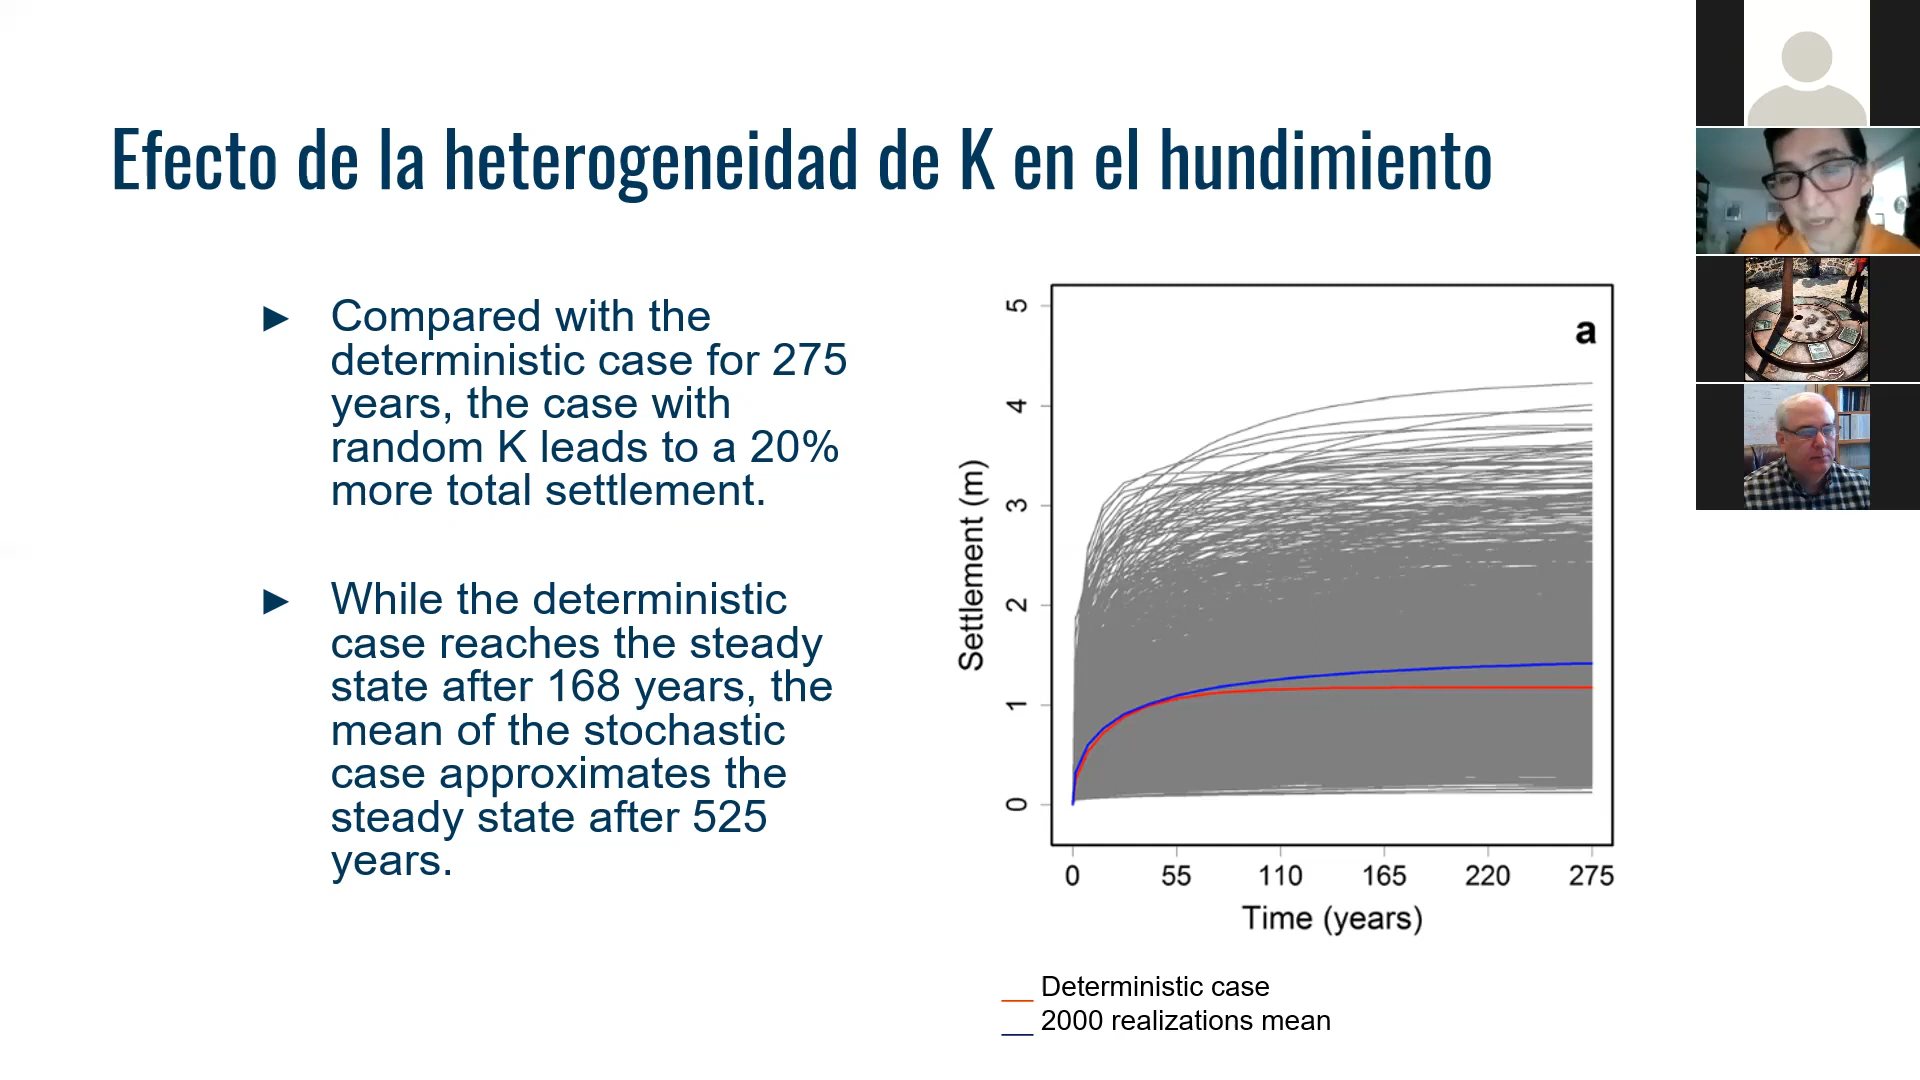 Efecto de la heterogeneidad de K en el hundimiento
► Compared with the
deterministic case for 275
years, the case with
random K leads to a 20%
more total settlement.
► While the deterministic
case reaches the steady
state after 168 years, the
mean of the stochastic
case approximates the
steady state after 525
years.
a
5
4
3
2
1
0
Settlement (m)
0 55 110 165 220 275
Time (years)
Deterministic case
2000 realizations mean